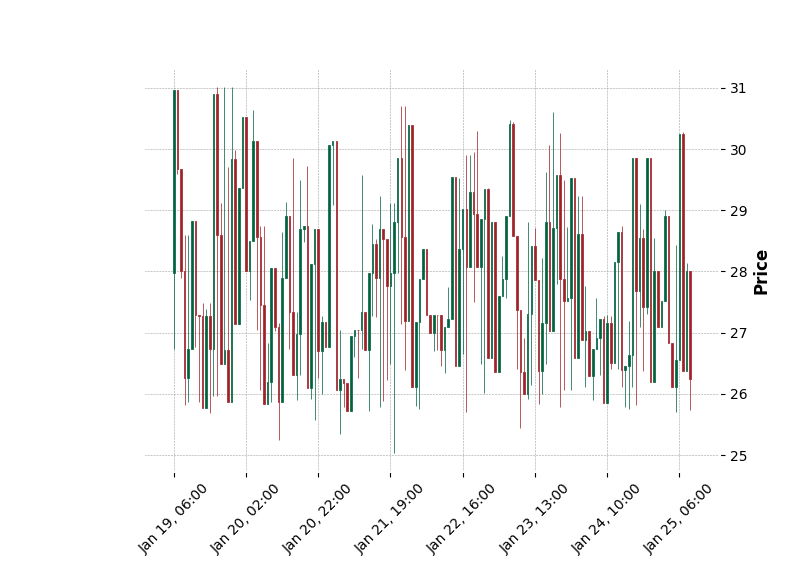 31
30
29
28
27
26
25
Price
Jan 19, 06:00
Jan 20, 02:00
Jan 20, 22:00
Jan 21, 19:00
Jan 22, 16:00
Jan 23, 13:00
Jan 24, 10:00
Jan 25, 06:00